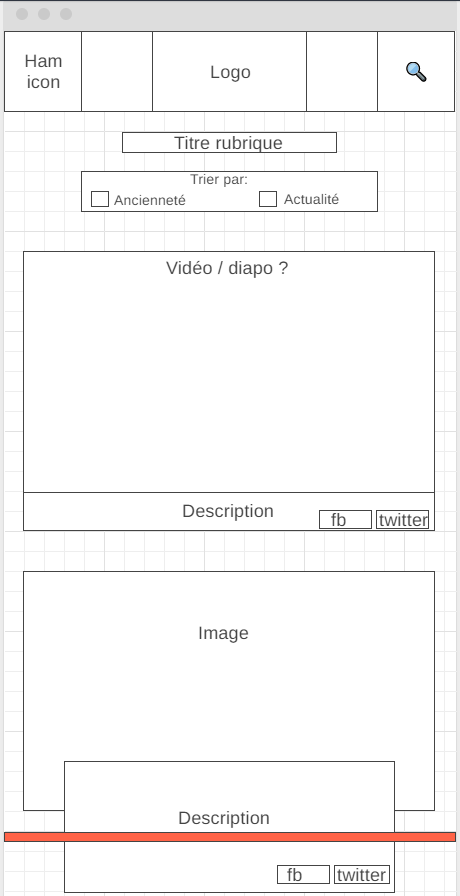 Ham
icon
Logo
Titre rubrique
Trier par:
Ancienneté
Actualité
Vidéo / diapo ?
Description
fb
twitter
Image
Description
fb
twitter